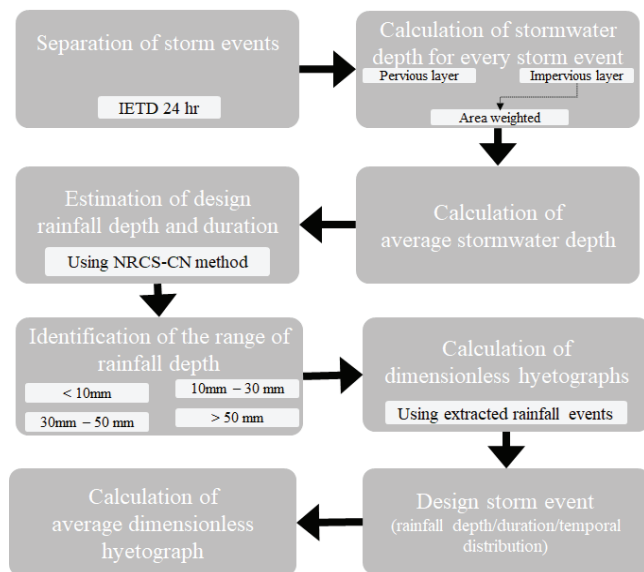 Separation of storm events
IETD 24 hr
Calculation of stormwater
depth for every storm event
Pervious layer
Impervious layer
Area weighted
Estimation of design
rainfall depth and duration
Using NRCS-CN method
Calculation of
average stormwater depth
Identification of the range of
rainfall depth
< 10mm
10mm – 30 mm
30mm – 50 mm
> 50 mm
Calculation of
dimensionless hyetographs
Using extracted rainfall events
Calculation of
average dimensionless
hyetograph
Design storm event
(rainfall depth/duration/temporal
distribution)